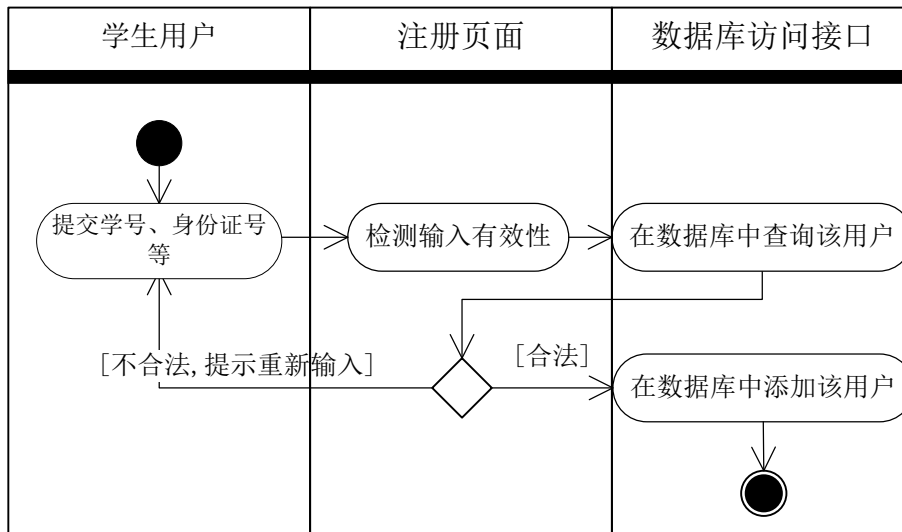 学生用户
注册页面
数据库访问接口
提交学号、身份证号
等
检测输入有效性
在数据库中查询该用户
[不合法,提示重新输入]
[合法]
在数据库中添加该用户